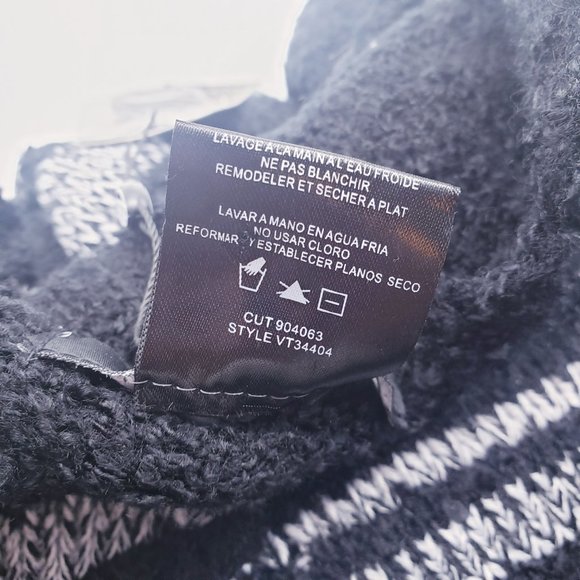 LAVAGE A LA MAIN A L'EAU FROIDE
NE PAS BLANCHIR
REMODELER ET SECHER A PLAT
LAVAR A MANO EN AGUA FRIA
NO USAR CLORO
REFORMAR Y ESTABLECER PLANOS SECO
CUT 904063
STYLE VT34404